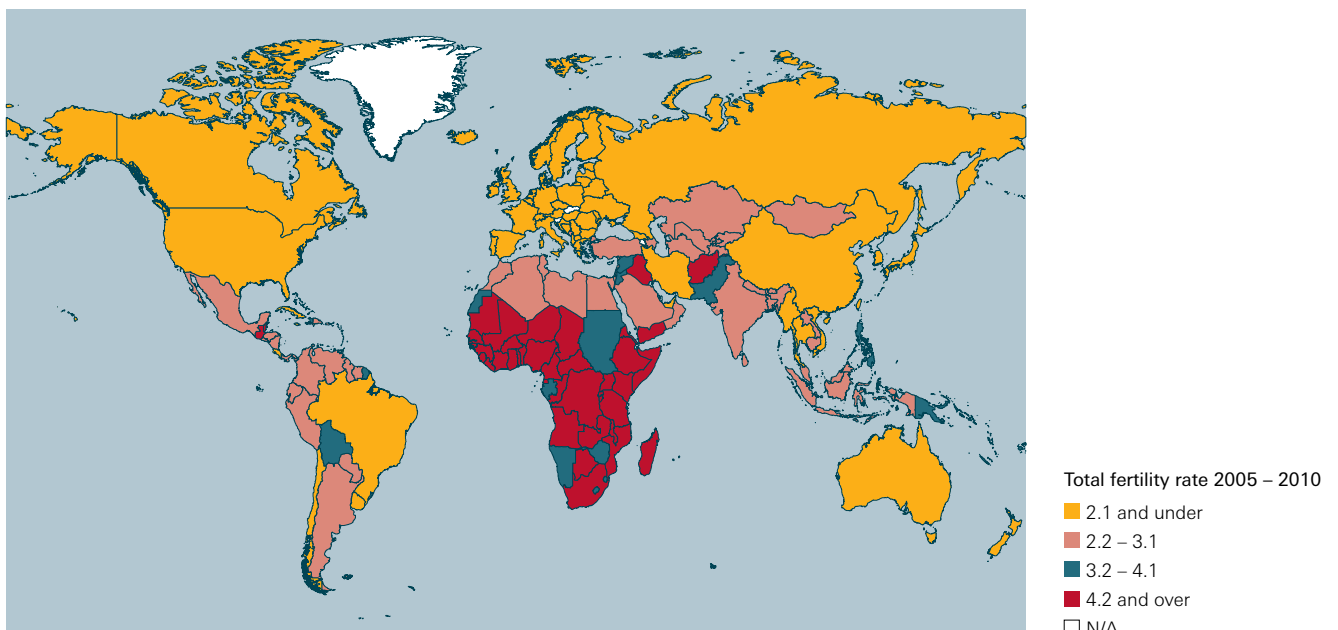 Total fertility rate 2005 – 2010
2.1 and under
2.2 – 3.1
3.2 – 4.1
4.2 and over
N/A